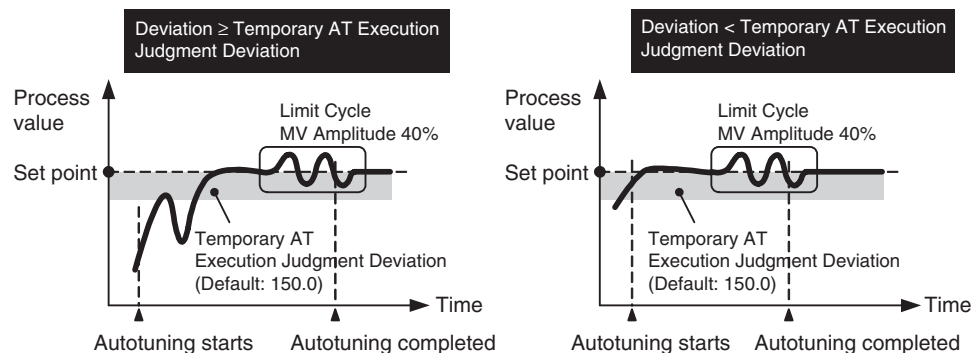 Deviation ≥ Temporary AT Execution
Judgment Deviation
Process
value
Limit Cycle
MV Amplitude 40%
Set point
Temporary AT
Execution Judgment Deviation
(Default: 150.0)
Time
Autotuning starts
Autotuning completed
Deviation < Temporary AT Execution
Judgment Deviation
Process
value
Limit Cycle
MV Amplitude 40%
Set point
Temporary AT
Execution Judgment Deviation
(Default: 150.0)
Time
Autotuning starts
Autotuning completed